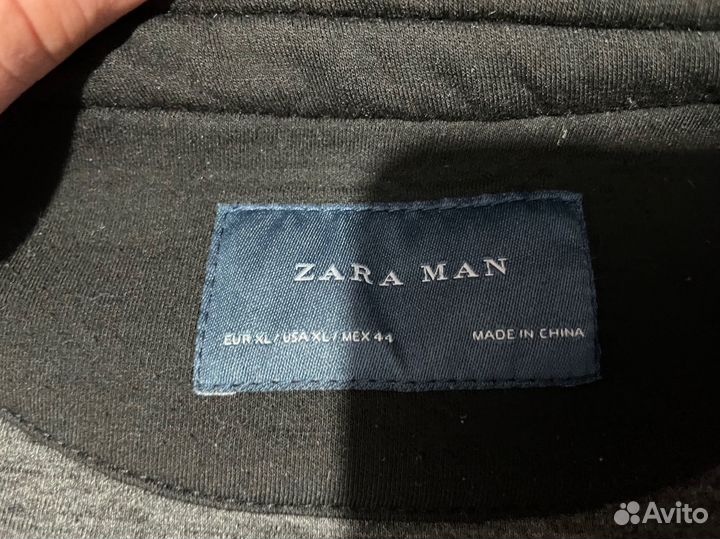 ZARA MAN
EUR XL / USA XL / MEX 44 MADE IN CHINA
Avito